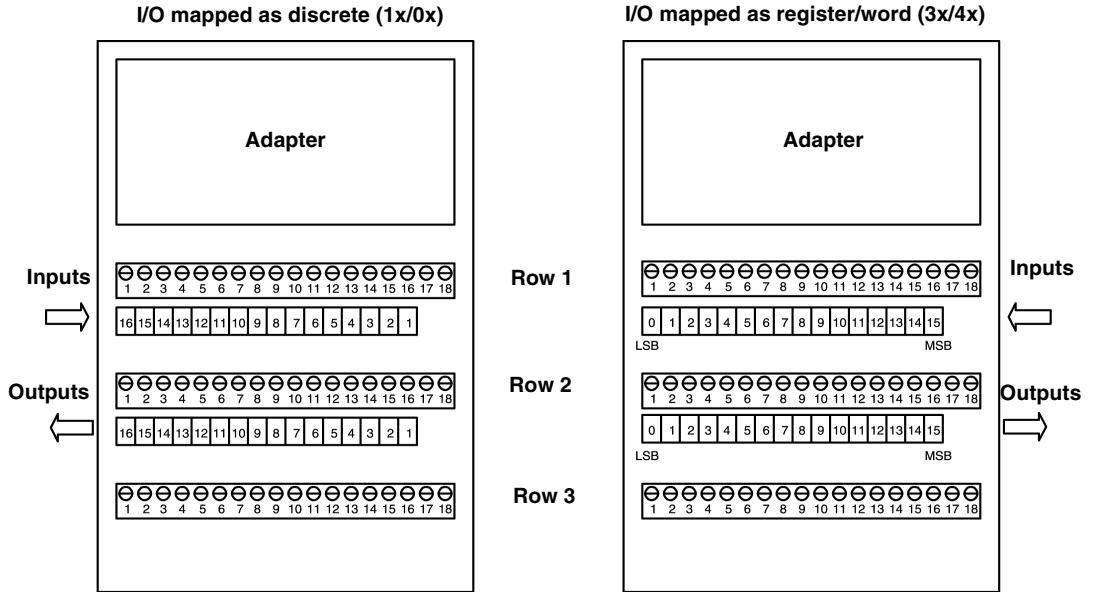 I/O mapped as discrete (1x/0x)
Adapter
Inputs
1 2 3 4 5 6 7 8 9 10 11 12 13 14 15 16 17 18
16 15 14 13 12 11 10 9 8 7 6 5 4 3 2 1
Outputs
1 2 3 4 5 6 7 8 9 10 11 12 13 14 15 16 17 18
16 15 14 13 12 11 10 9 8 7 6 5 4 3 2 1
1 2 3 4 5 6 7 8 9 10 11 12 13 14 15 16 17 18
Row 1
Row 2
Row 3
I/O mapped as register/word (3x/4x)
Adapter
Inputs
1 2 3 4 5 6 7 8 9 10 11 12 13 14 15 16 17 18
0 1 2 3 4 5 6 7 8 9 10 11 12 13 14 15
LSB MSB
Outputs
1 2 3 4 5 6 7 8 9 10 11 12 13 14 15 16 17 18
0 1 2 3 4 5 6 7 8 9 10 11 12 13 14 15
LSB MSB
1 2 3 4 5 6 7 8 9 10 11 12 13 14 15 16 17 18